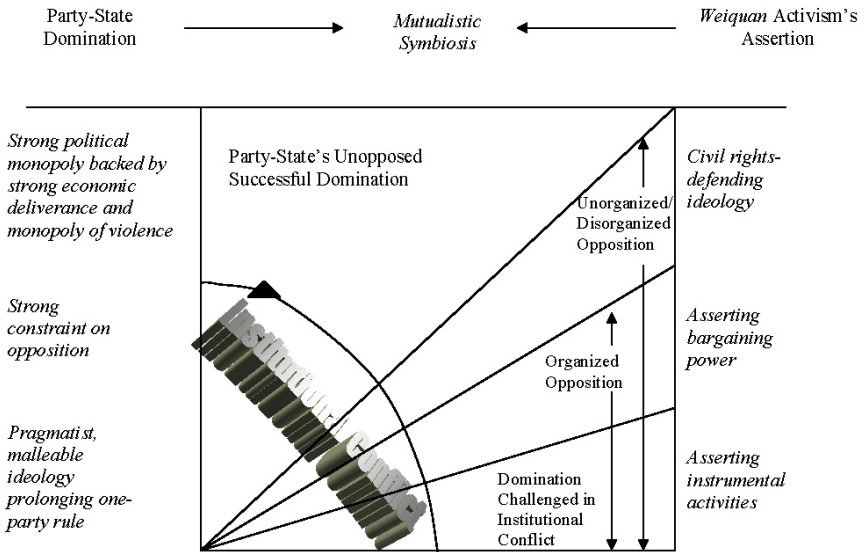 Party-State
Domination
Mutualistic
Symbiosis
Weiquan Activism's
Assertion
Strong political
monopoly backed by
strong economic
deliverance and
monopoly of violence
Strong
constraint on
opposition
Pragmatist,
malleable
ideology
prolonging one-
party rule
Party-State's Unopposed
Successful Domination
Unorganized/
Disorganized
Opposition
Organized
Opposition
Domination
Challenged in
Institutional
Conflict
Institutional Conflict
Civil rights-
defending
ideology
Asserting
bargaining
power
Asserting
instrumental
activities